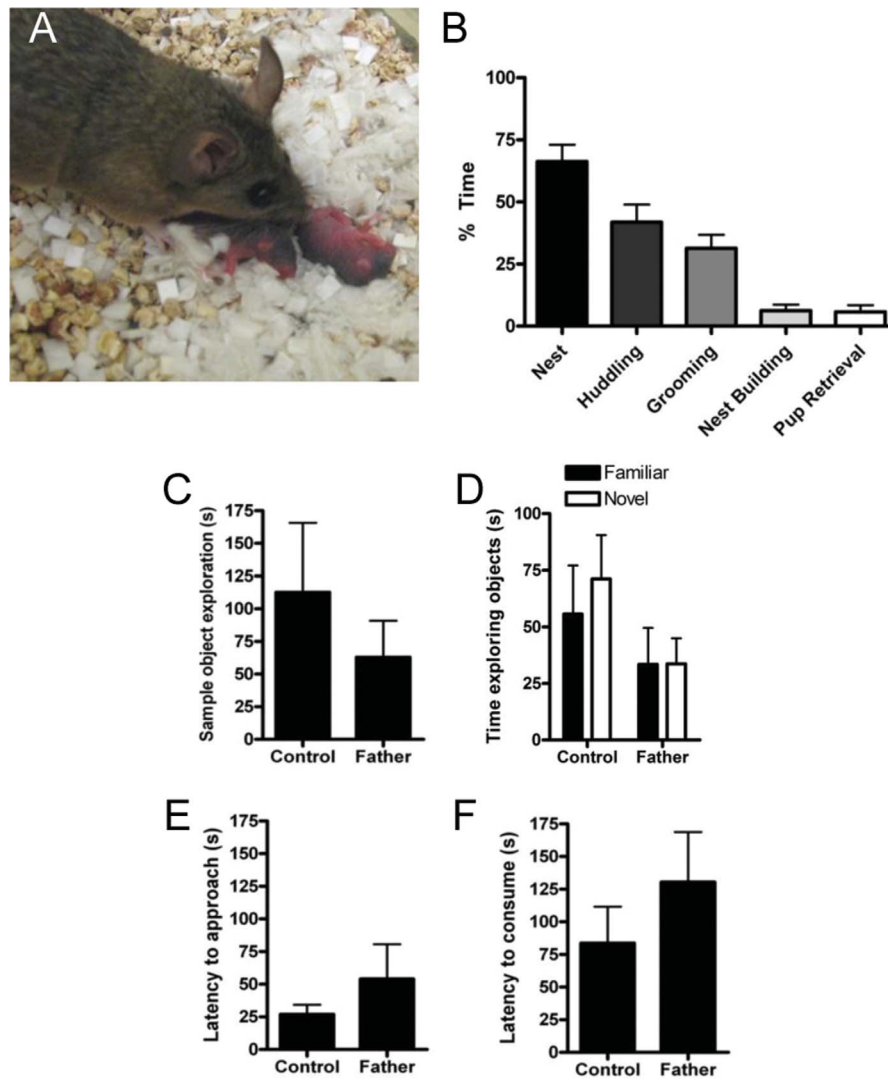 A
B
% Time
100
75
50
25
0
Nest
Huddling
Grooming
Nest Building
Pup Retrieval
C
Sample object exploration (s)
175
150
125
100
75
50
25
0
Control Father
D
Familiar
Novel
Time exploring objects (s)
100
75
50
25
0
Control Father
E
Latency to approach (s)
175
150
125
100
75
50
25
0
Control Father
F
Latency to consume (s)
175
150
125
100
75
50
25
0
Control Father